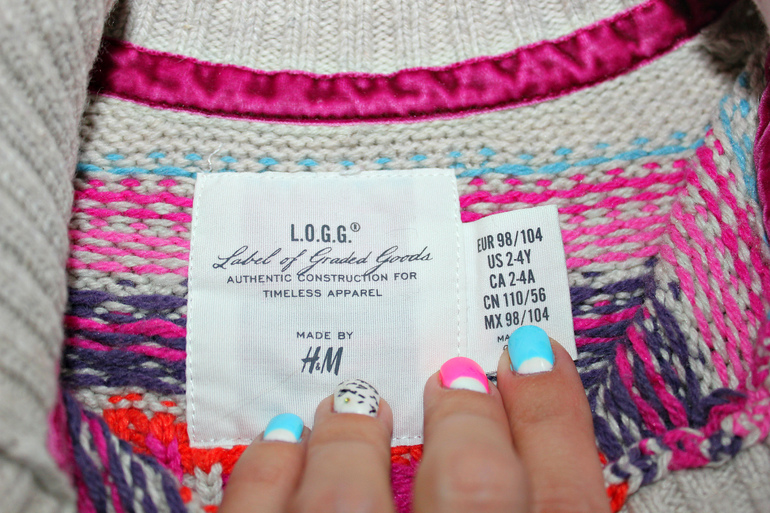 L.O.G.G.®
Label of Graded Goods
AUTHENTIC CONSTRUCTION FOR
TIMELESS APPAREL
MADE BY
H&M
EUR 98/104
US 2-4Y
CA 2-4A
CN 110/56
MX 98/104